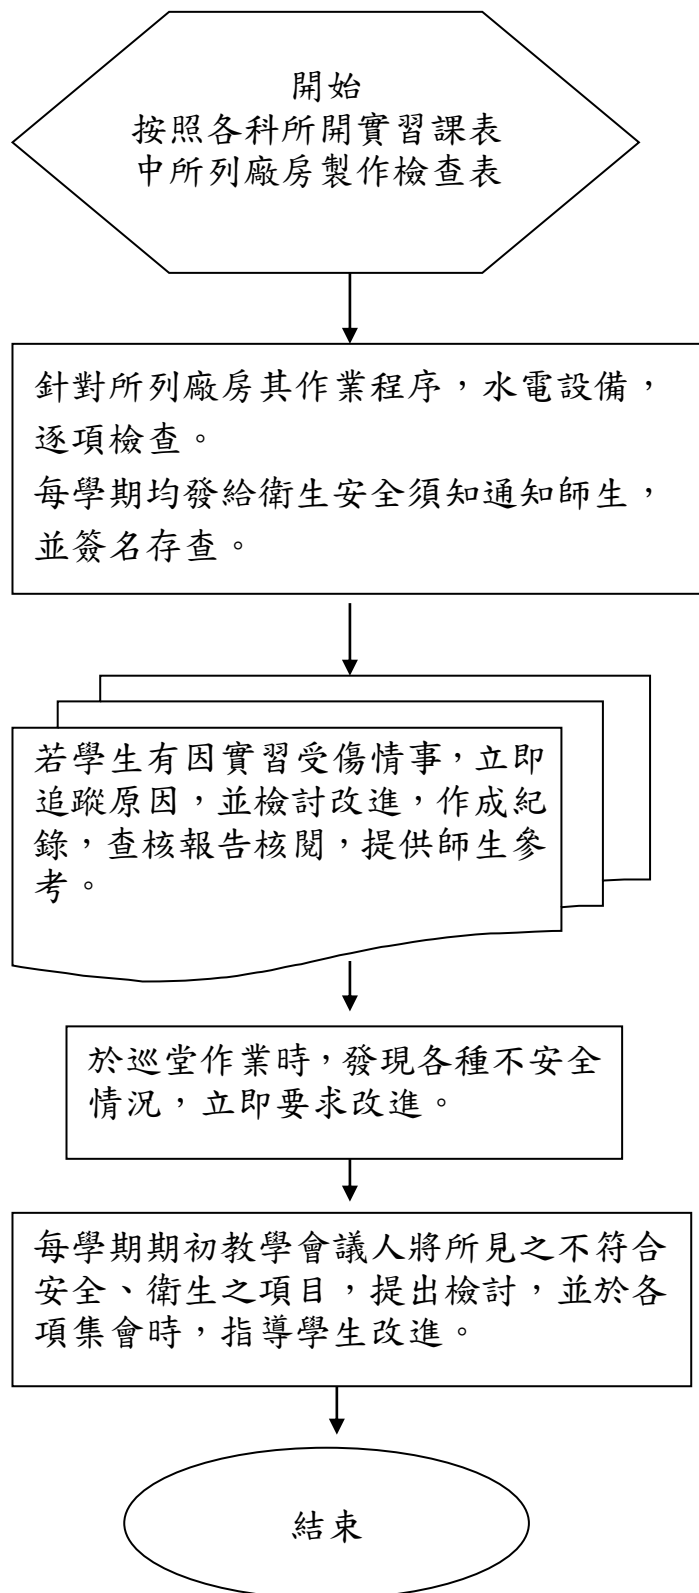 開始
按照各科所開實習課表
中所列廠房製作檢查表
針對所列廠房其作業程序，水電設備，
逐項檢查。
每學期均發給衛生安全須知通知師生，
並簽名存查。
若學生有因實習受傷情事，立即
追蹤原因，並檢討改進，作成紀
錄，查核報告核閱，提供師生參
考。
於巡堂作業時，發現各種不安全
情況，立即要求改進。
每學期期初教學會議人將所見之不符合
安全、衛生之項目，提出檢討，並於各
項集會時，指導學生改進。
結束